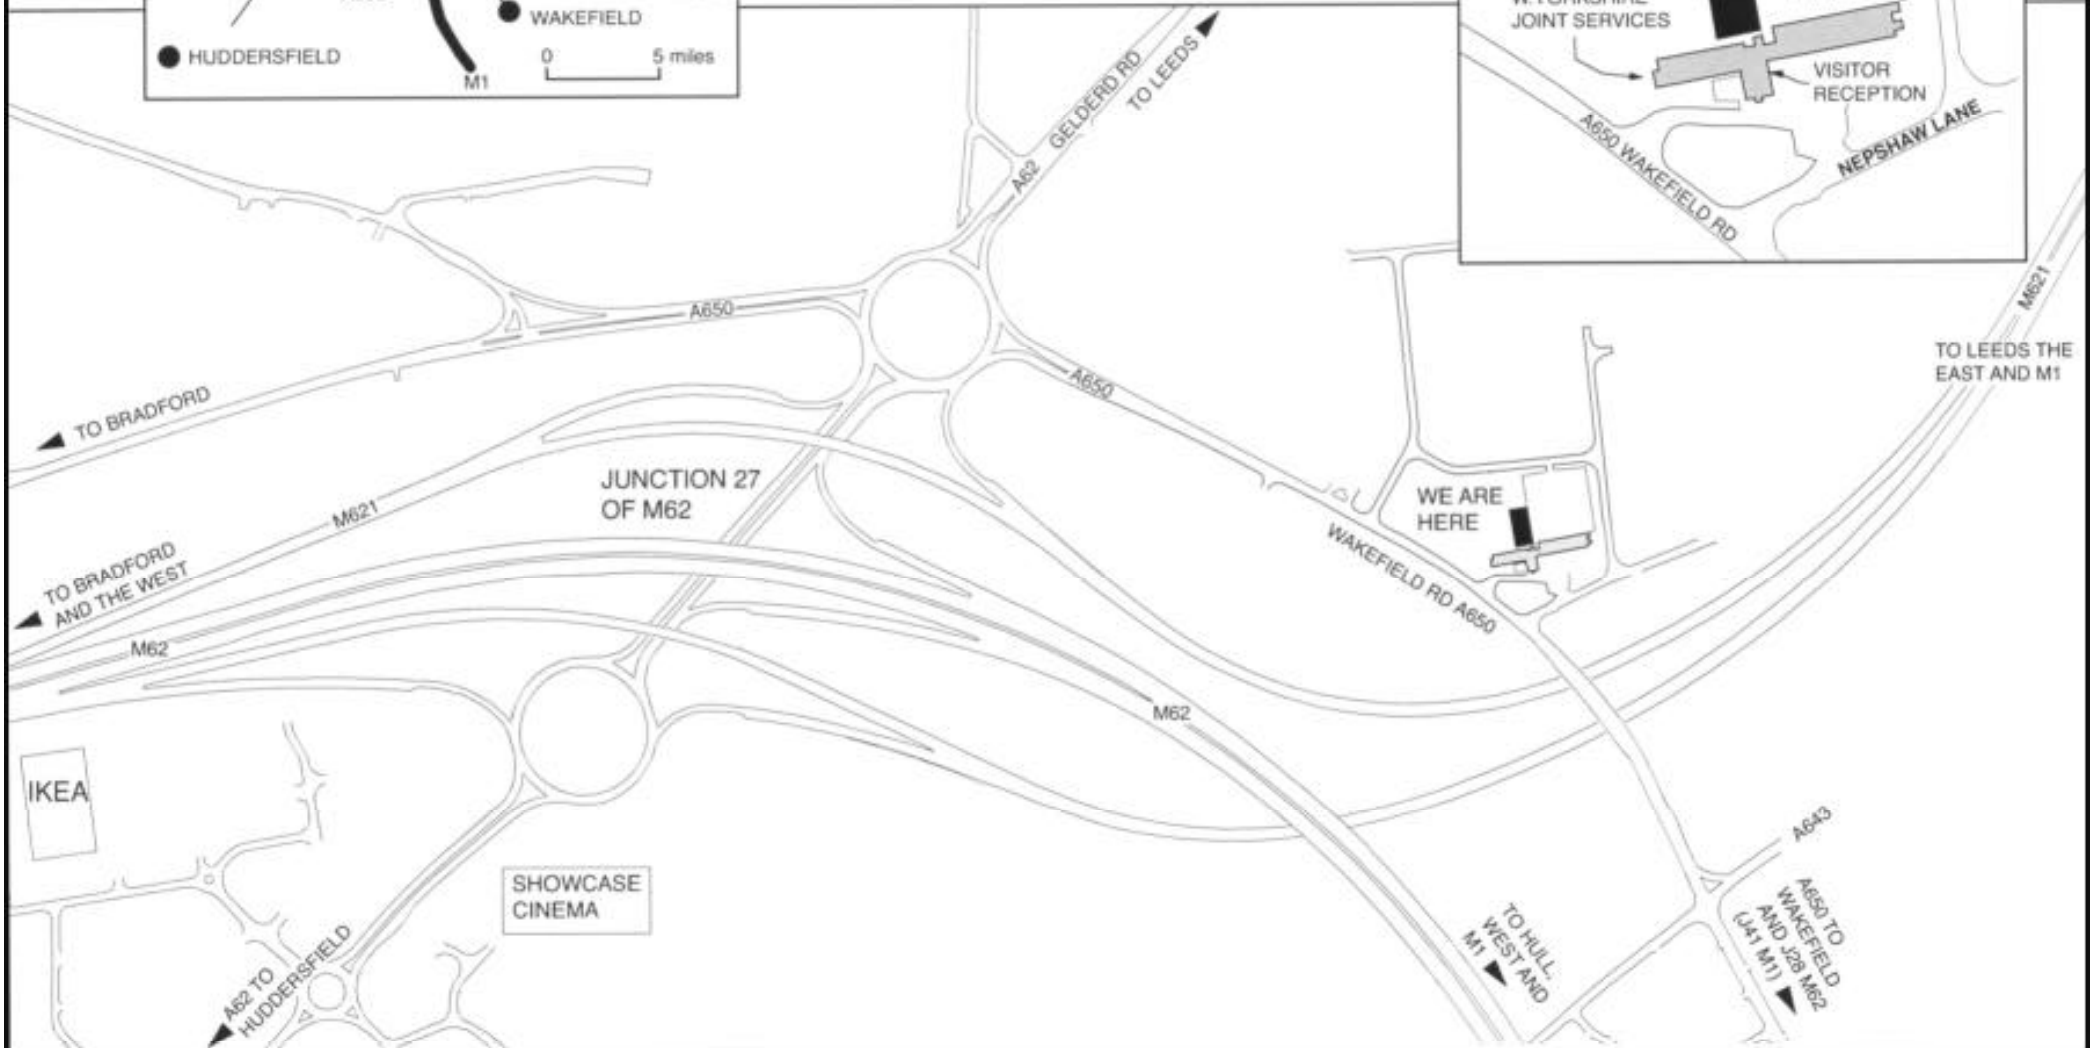 WAKEFIELD
HUDDERSFIELD
0 5 miles
M1
JOINT SERVICES
VISITOR
RECEPTION
A650 WAKEFIELD RD
NEPSHAW LANE
GELDERD RD
TO LEEDS
A62
A650
A650
M621
TO LEEDS THE
EAST AND M1
TO BRADFORD
JUNCTION 27
OF M62
M621
WE ARE
HERE
WAKEFIELD RD A650
TO BRADFORD
AND THE WEST
M62
M62
IKEA
SHOWCASE
CINEMA
A643
A650 TO
WAKEFIELD
AND J28 M62
(J41 M1)
TO HULL,
WEST AND
M1
A62 TO
HUDDERSFIELD